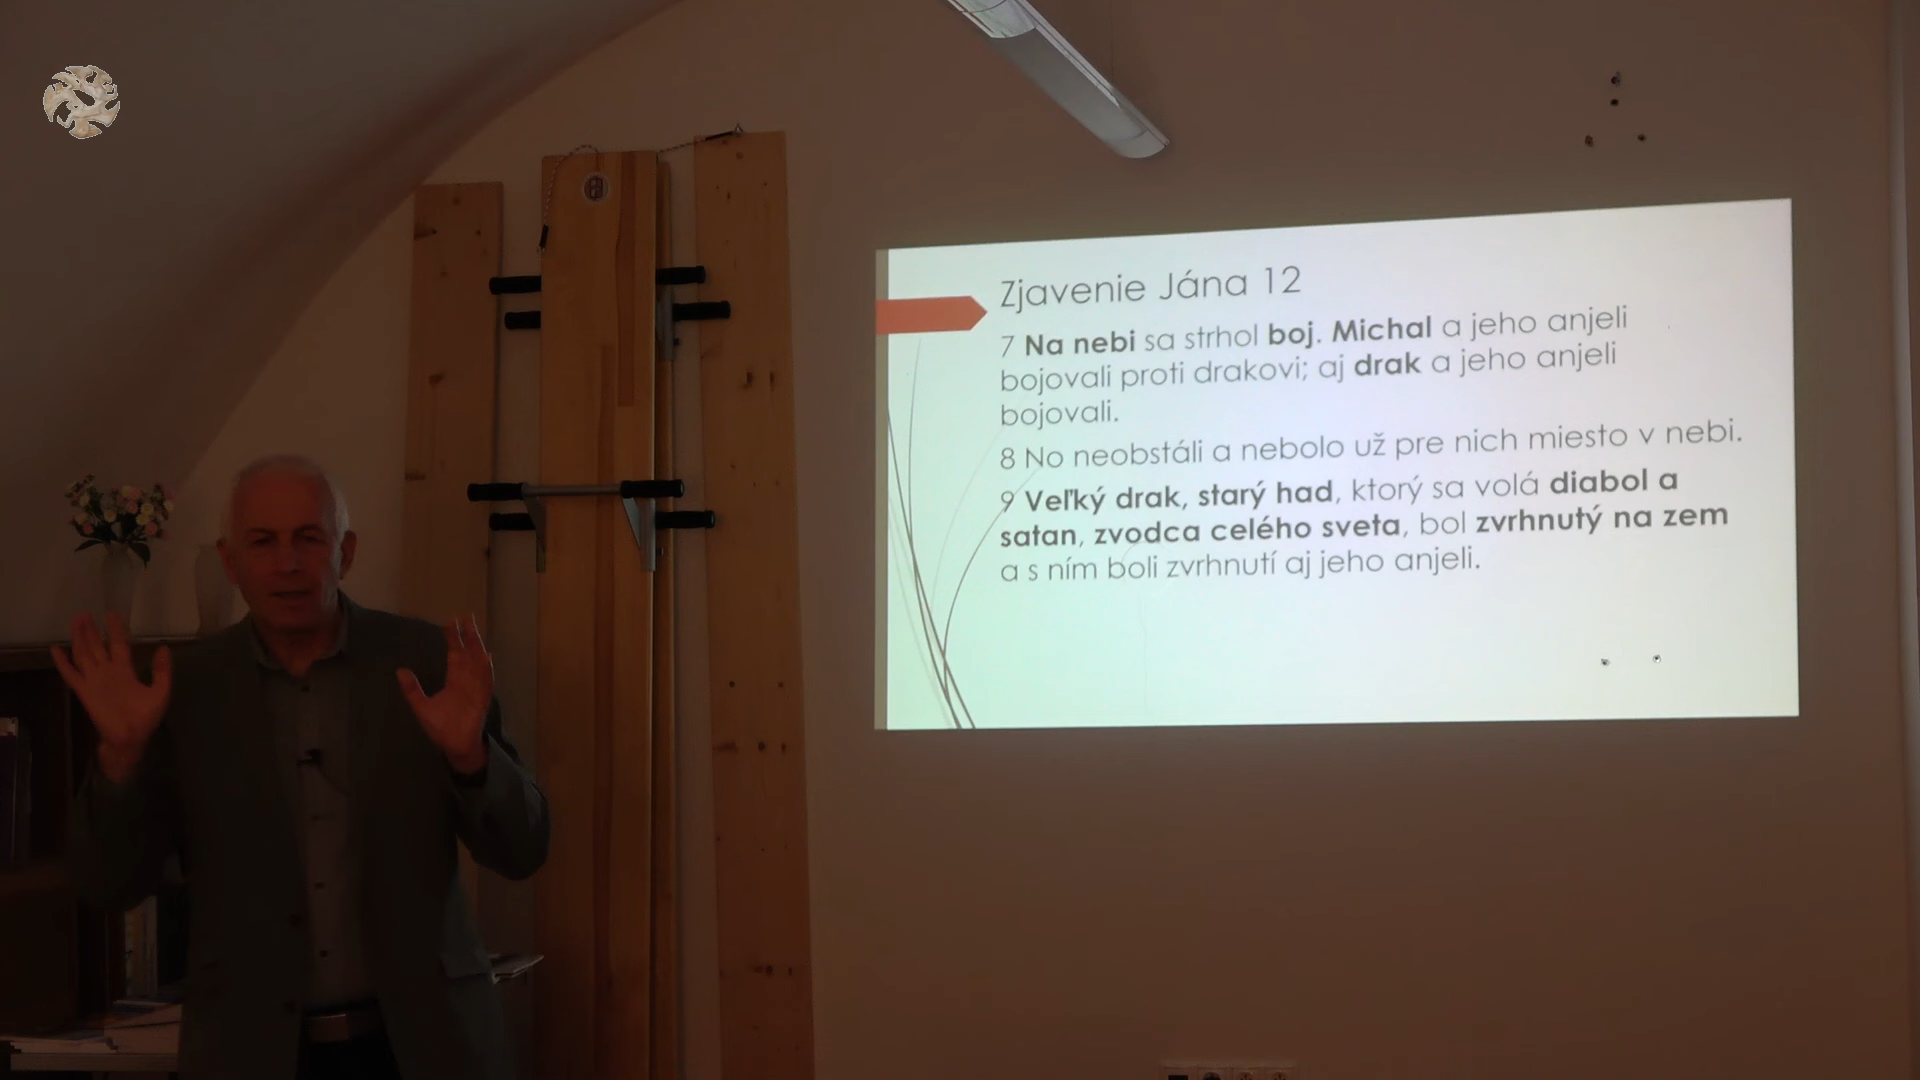 Zjavenie Jána 12
7 Na nebi sa strhol boj. Michal a jeho anjeli
bojovali proti drakovi; aj drak a jeho anjeli
bojovali.
8 No neobstáli a nebolo už pre nich miesto v nebi.
9 Veľký drak, starý had, ktorý sa volá diabol a
satan, zvodca celého sveta, bol zvrhnutý na zem
a s ním boli zvrhnutí aj jeho anjeli.